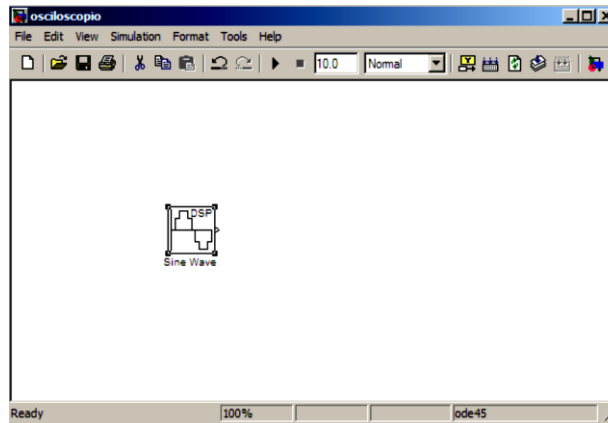 osciloscopio
File Edit View Simulation Format Tools Help
10.0 Normal
DSP
Sine Wave
Ready 100% ode45